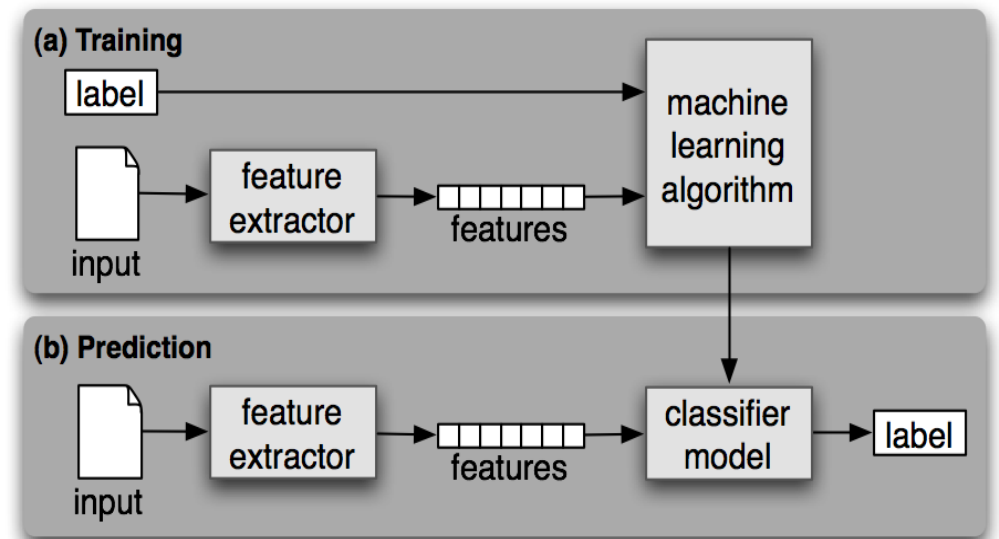 (a) Training
label
machine
learning
algorithm
feature
extractor
features
input
(b) Prediction
feature
extractor
features
input
classifier
model
label